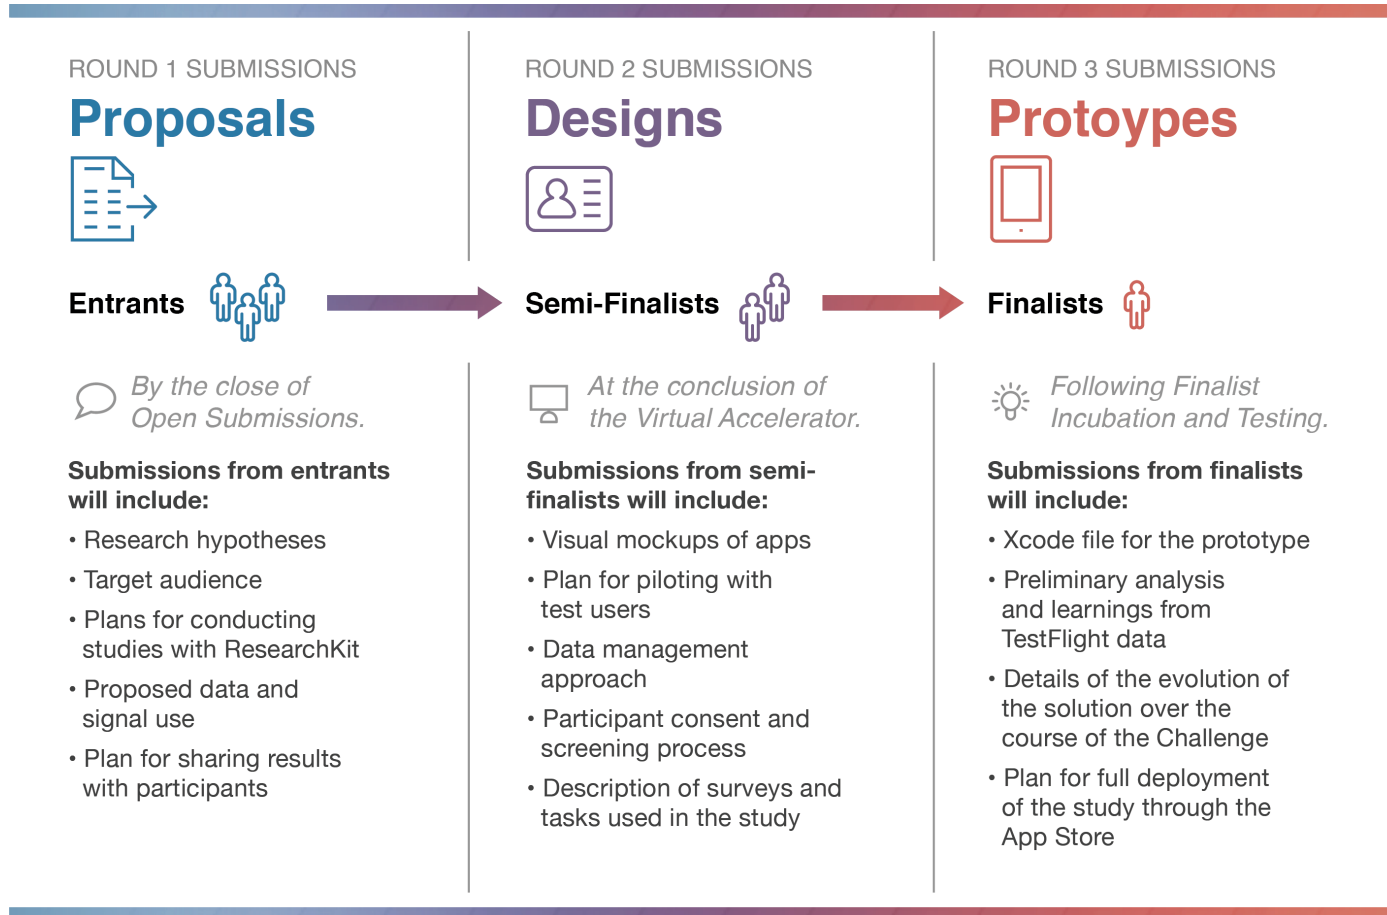 ROUND 1 SUBMISSIONS
Proposals
Entrants
By the close of
Open Submissions.
Submissions from entrants
will include:
• Research hypotheses
• Target audience
• Plans for conducting
studies with ResearchKit
• Proposed data and
signal use
• Plan for sharing results
with participants
ROUND 2 SUBMISSIONS
Designs
Semi-Finalists
At the conclusion of
the Virtual Accelerator.
Submissions from semi-
finalists will include:
• Visual mockups of apps
• Plan for piloting with
test users
• Data management
approach
• Participant consent and
screening process
• Description of surveys and
tasks used in the study
ROUND 3 SUBMISSIONS
Protoypes
Finalists
Following Finalist
Incubation and Testing.
Submissions from finalists
will include:
• Xcode file for the prototype
• Preliminary analysis
and learnings from
TestFlight data
• Details of the evolution of
the solution over the
course of the Challenge
• Plan for full deployment
of the study through the
App Store